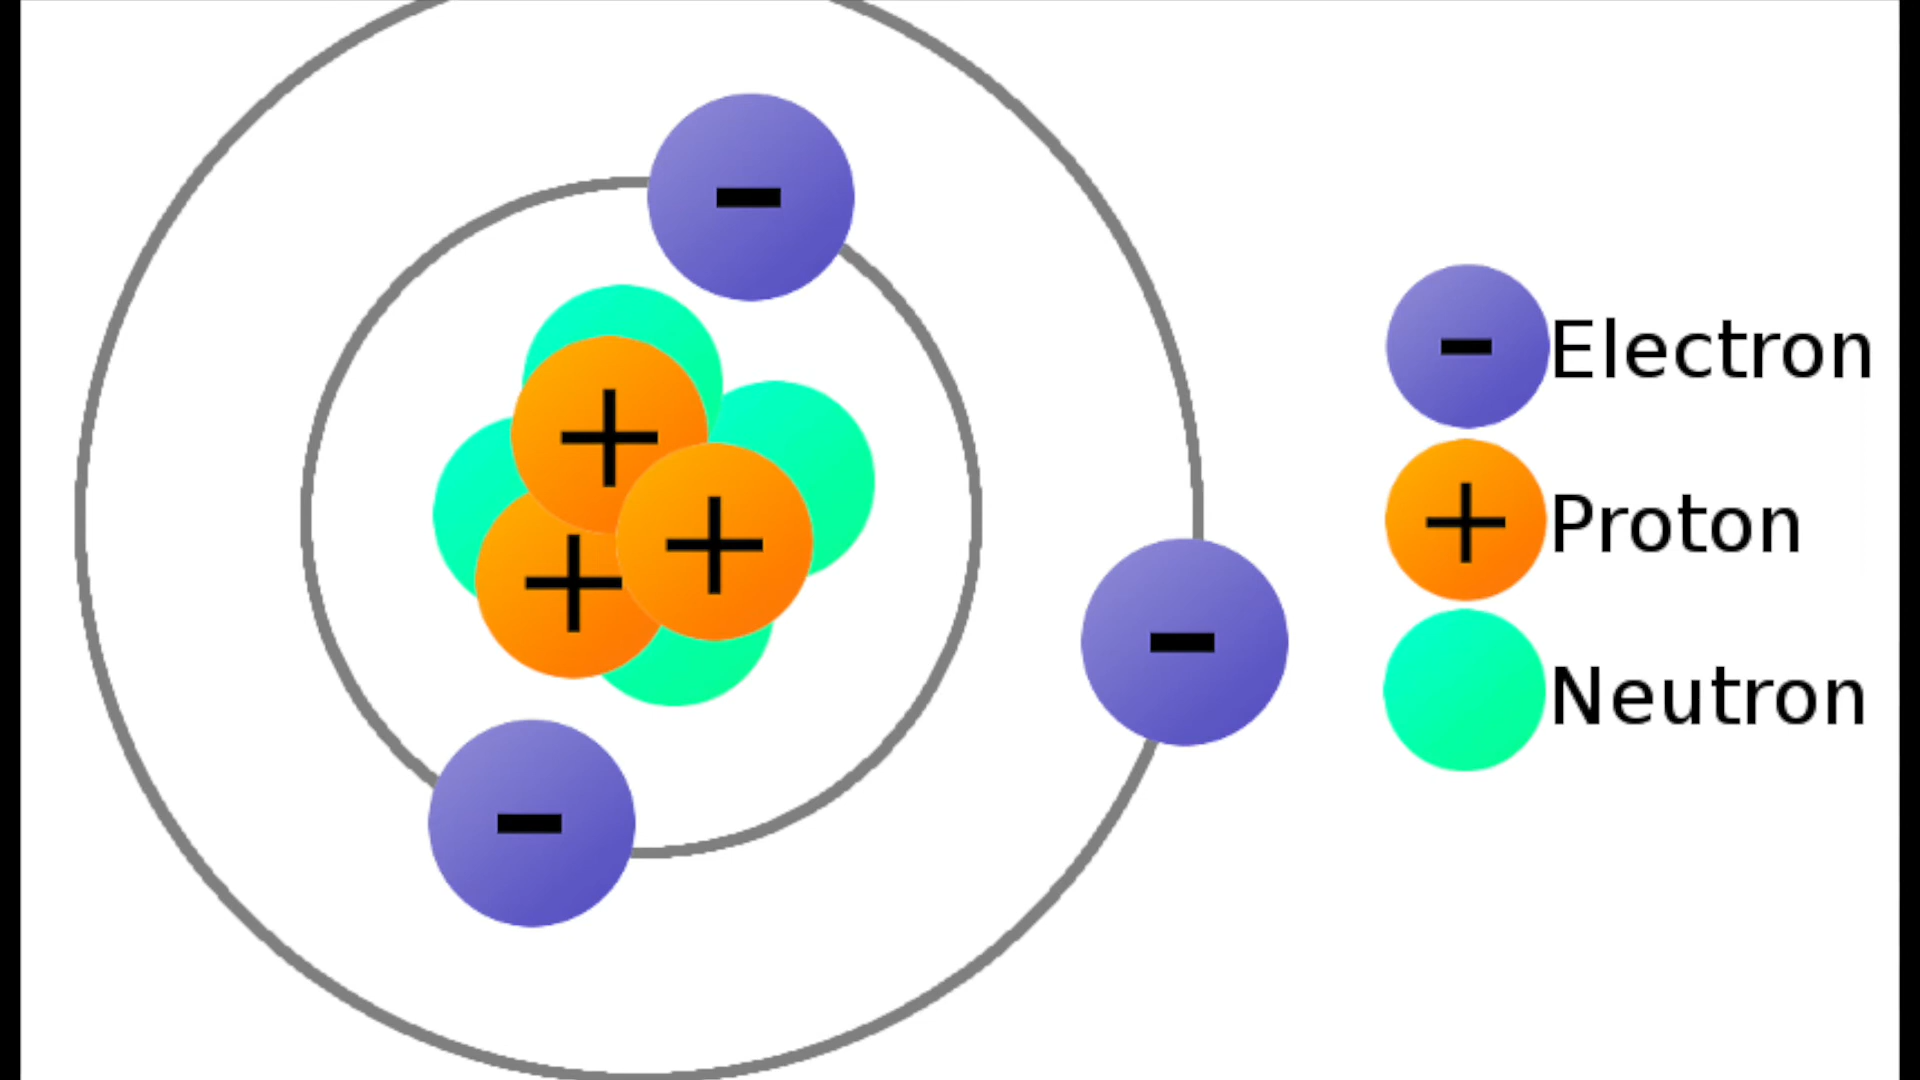 -
-
Electron
+
+
Proton
+
+
-
Neutron
-